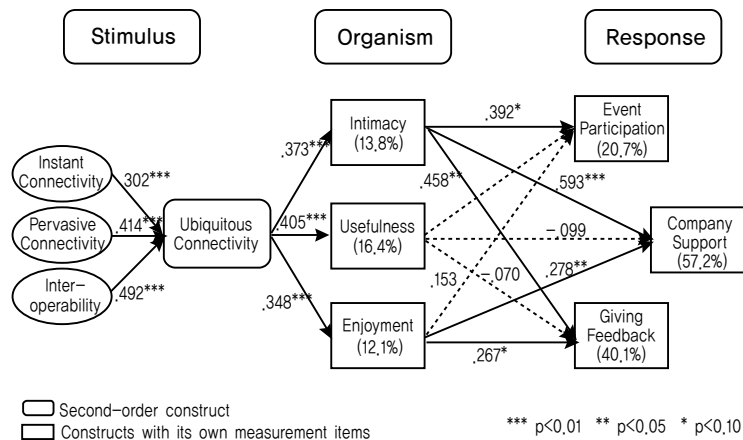 Stimulus
Organism
Response
Instant
Connectivity
Pervasive
Connectivity
Inter-
operability
.302***
.414***
.492***
Ubiquitous
Connectivity
.373***
.405***
.348***
Intimacy
(13.8%)
Usefulness
(16.4%)
Enjoyment
(12.1%)
.392*
.458**
.593***
-.099
.153
-.070
.278**
.267*
Event
Participation
(20.7%)
Company
Support
(57.2%)
Giving
Feedback
(40.1%)
Second-order construct
Constructs with its own measurement items
*** p<0.01 ** p<0.05 * p<0.10